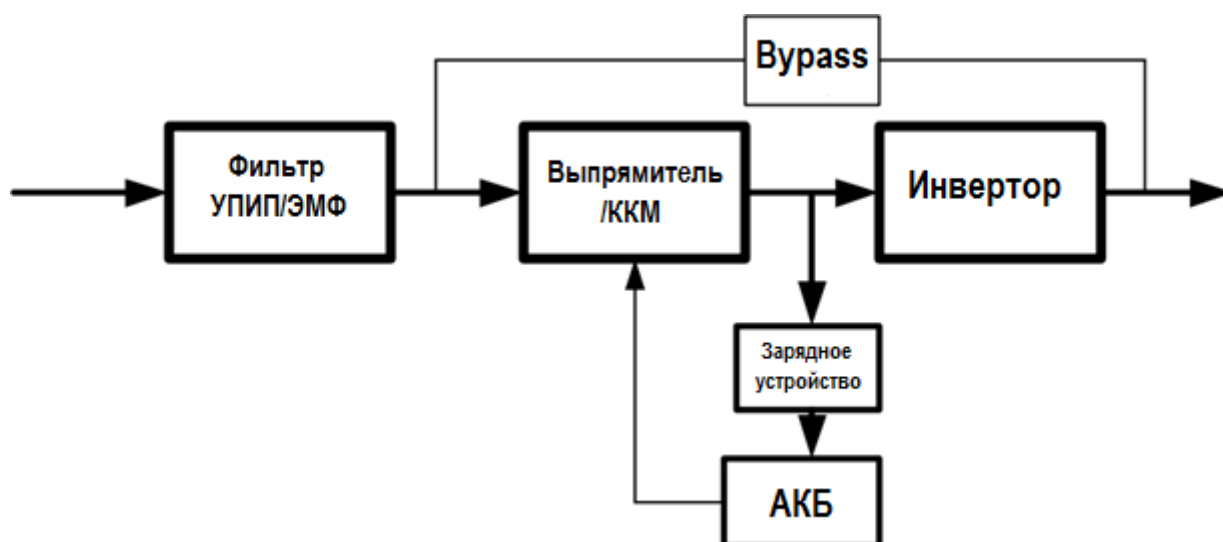 Bypass
Фильтр
УПИП/ЭМФ
Выпрямитель
/ККМ
Инвертор
Зарядное
устройство
АКБ